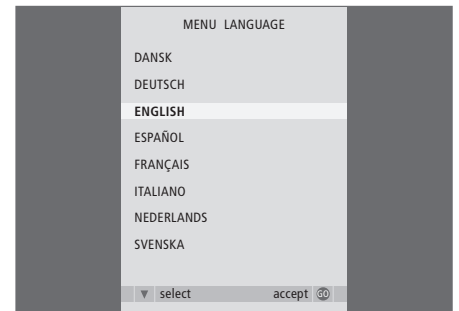 MENU LANGUAGE
DANSK
DEUTSCH
ENGLISH
ESPAÑOL
FRANÇAIS
ITALIANO
NEDERLANDS
SVENSKA
▼ select accept GO